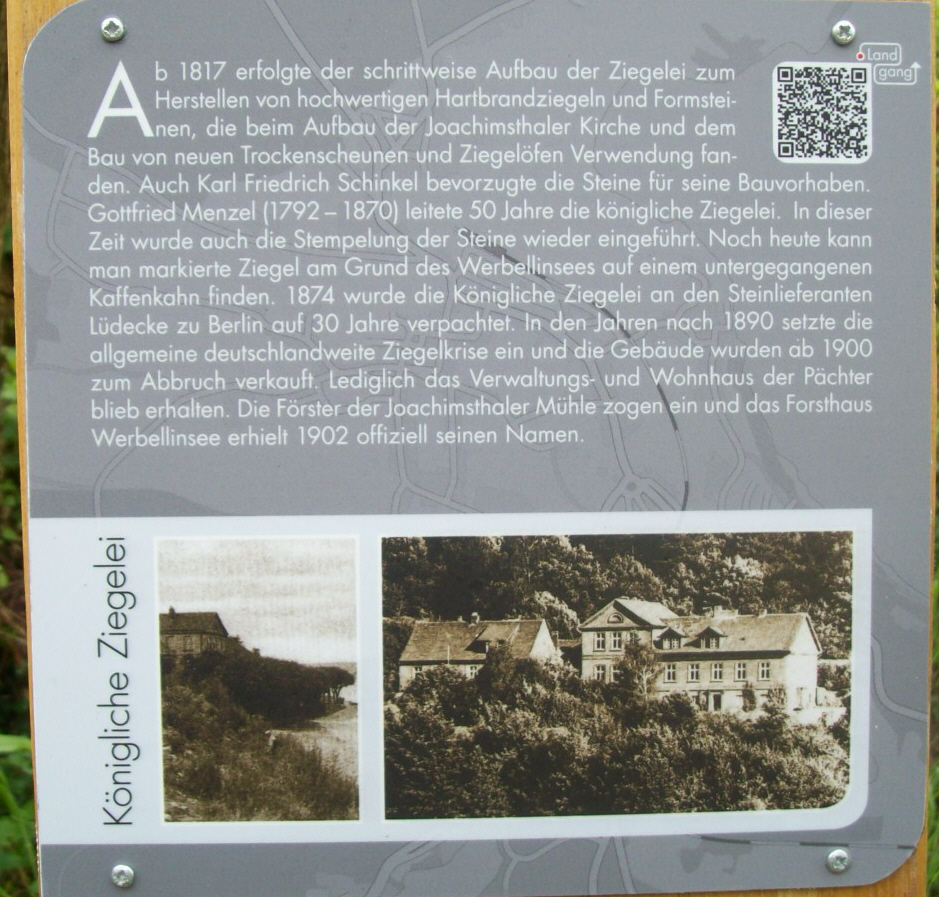 Ab 1817 erfolgte der schrittweise Aufbau der Ziegelei zum
Herstellen von hochwertigen Hartbrandziegeln und Formstei-
nen, die beim Aufbau der Joachimsthaler Kirche und dem
Bau von neuen Trockenscheunen und Ziegelöfen Verwendung fan-
den. Auch Karl Friedrich Schinkel bevorzugte die Steine für seine Bauvorhaben.
Gottfried Menzel (1792 – 1870) leitete 50 Jahre die königliche Ziegelei. In dieser
Zeit wurde auch die Stempelung der Steine wieder eingeführt. Noch heute kann
man markierte Ziegel am Grund des Werbellinsees auf einem untergegangenen
Kaffenkahn finden. 1874 wurde die Königliche Ziegelei an den Steinlieferanten
Lüdecke zu Berlin auf 30 Jahre verpachtet. In den Jahren nach 1890 setzte die
allgemeine deutschlandweite Ziegelkrise ein und die Gebäude wurden ab 1900
zum Abbruch verkauft. Lediglich das Verwaltungs- und Wohnhaus der Pächter
blieb erhalten. Die Förster der Joachimsthaler Mühle zogen ein und das Forsthaus
Werbellinsee erhielt 1902 offiziell seinen Namen.
Land
gang
Königliche Ziegelei